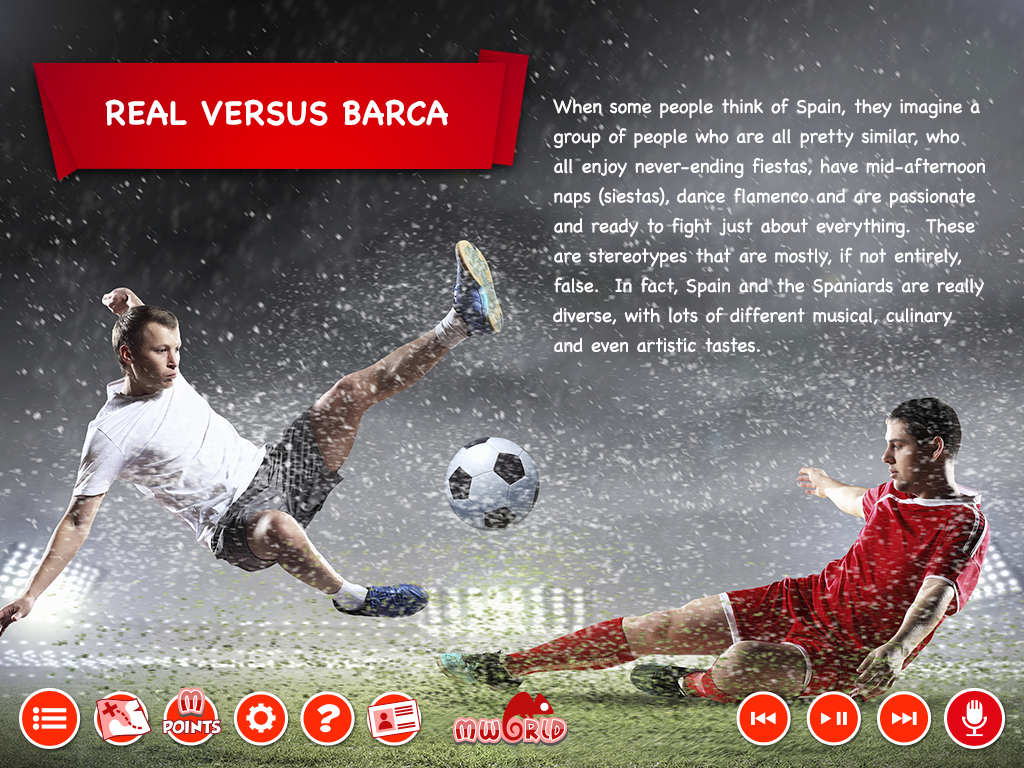 REAL VERSUS BARCA
When some people think of Spain, they imagine a
group of people who are all pretty similar, who
all enjoy never-ending fiestas, have mid-afternoon
naps (siestas), dance flamenco and are passionate
and ready to fight just about everything.  These
are stereotypes that are mostly, if not entirely,
false.  In fact, Spain and the Spaniards are really
diverse, with lots of different musical, culinary
and even artistic tastes.
M
POINTS
?
MWORLD